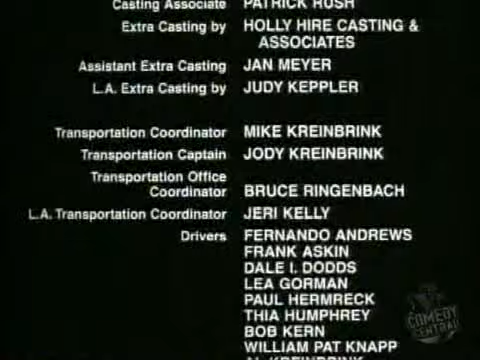 Casting Associate PATRICK RUSH
Extra Casting by HOLLY HIRE CASTING &
ASSOCIATES
Assistant Extra Casting JAN MEYER
L.A. Extra Casting by JUDY KEPPLER
Transportation Coordinator MIKE KREINBRINK
Transportation Captain JODY KREINBRINK
Transportation Office
Coordinator BRUCE RINGENBACH
L.A. Transportation Coordinator JERI KELLY
Drivers FERNANDO ANDREWS
FRANK ASKIN
DALE I. DODDS
LEA GORMAN
PAUL HERMRECK
THIA HUMPHREY
BOB KERN
WILLIAM PAT KNAPP
AL KREINBRINK
COMEDY
CENTRAL